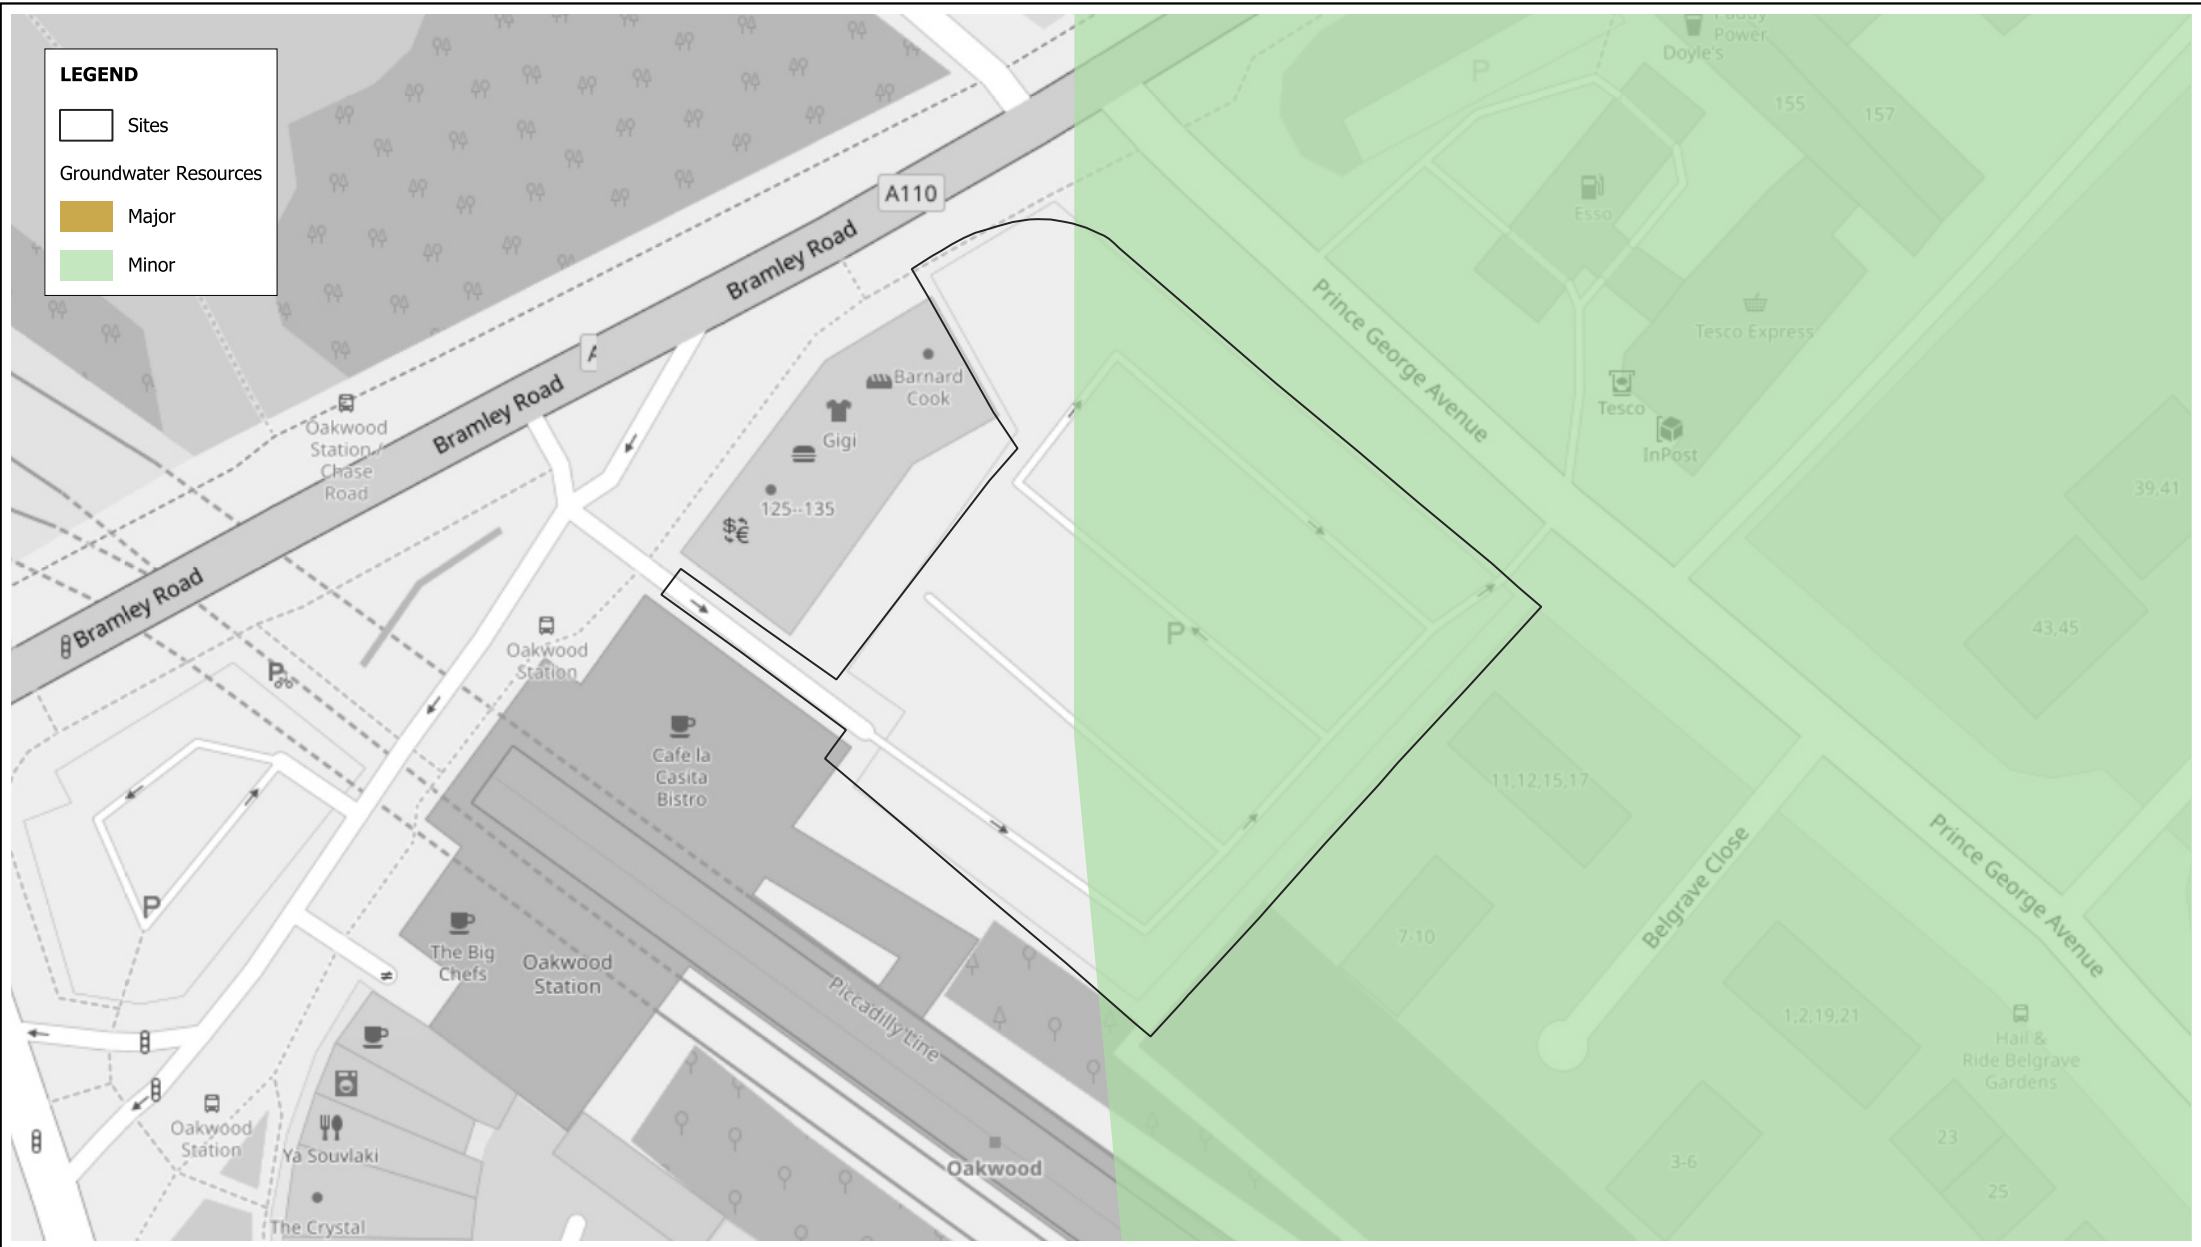 LEGEND
Sites
Groundwater Resources
Major
Minor
Paddy
Power
Doyle's
P
155
157
A110
Bramley Road
Esso
Tesco Express
Prince George Avenue
Tesco
InPost
Barnard
Cook
Gigi
125--135
$€
A
Bramley Road
Oakwood
Station /
Chase
Road
39,41
43,45
Bramley Road
P
Oakwood
Station
P
Cafe la
Casita
Bistro
11,12,15,17
Belgrave Close
Prince George Avenue
P
The Big
Chefs
Oakwood
Station
7-10
Piccadilly Line
1,2,19,21
Hail &
Ride Belgrave
Gardens
Oakwood
Station
Ya Souvlaki
Oakwood
23
3-6
25
The Crystal